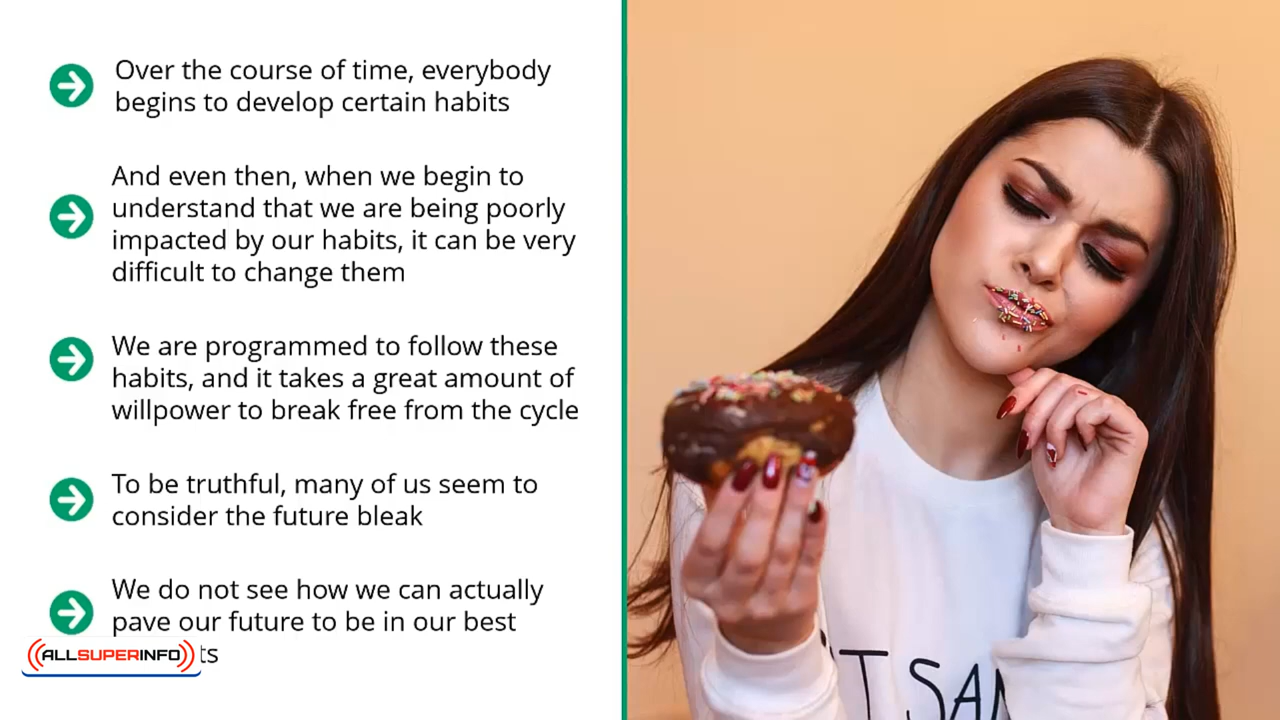 Over the course of time, everybody
begins to develop certain habits
And even then, when we begin to
understand that we are being poorly
impacted by our habits, it can be very
difficult to change them
We are programmed to follow these
habits, and it takes a great amount of
willpower to break free from the cycle
To be truthful, many of us seem to
consider the future bleak
We do not see how we can actually
pave our future to be in our best
ts
ALLSUPERINFO
T SAN